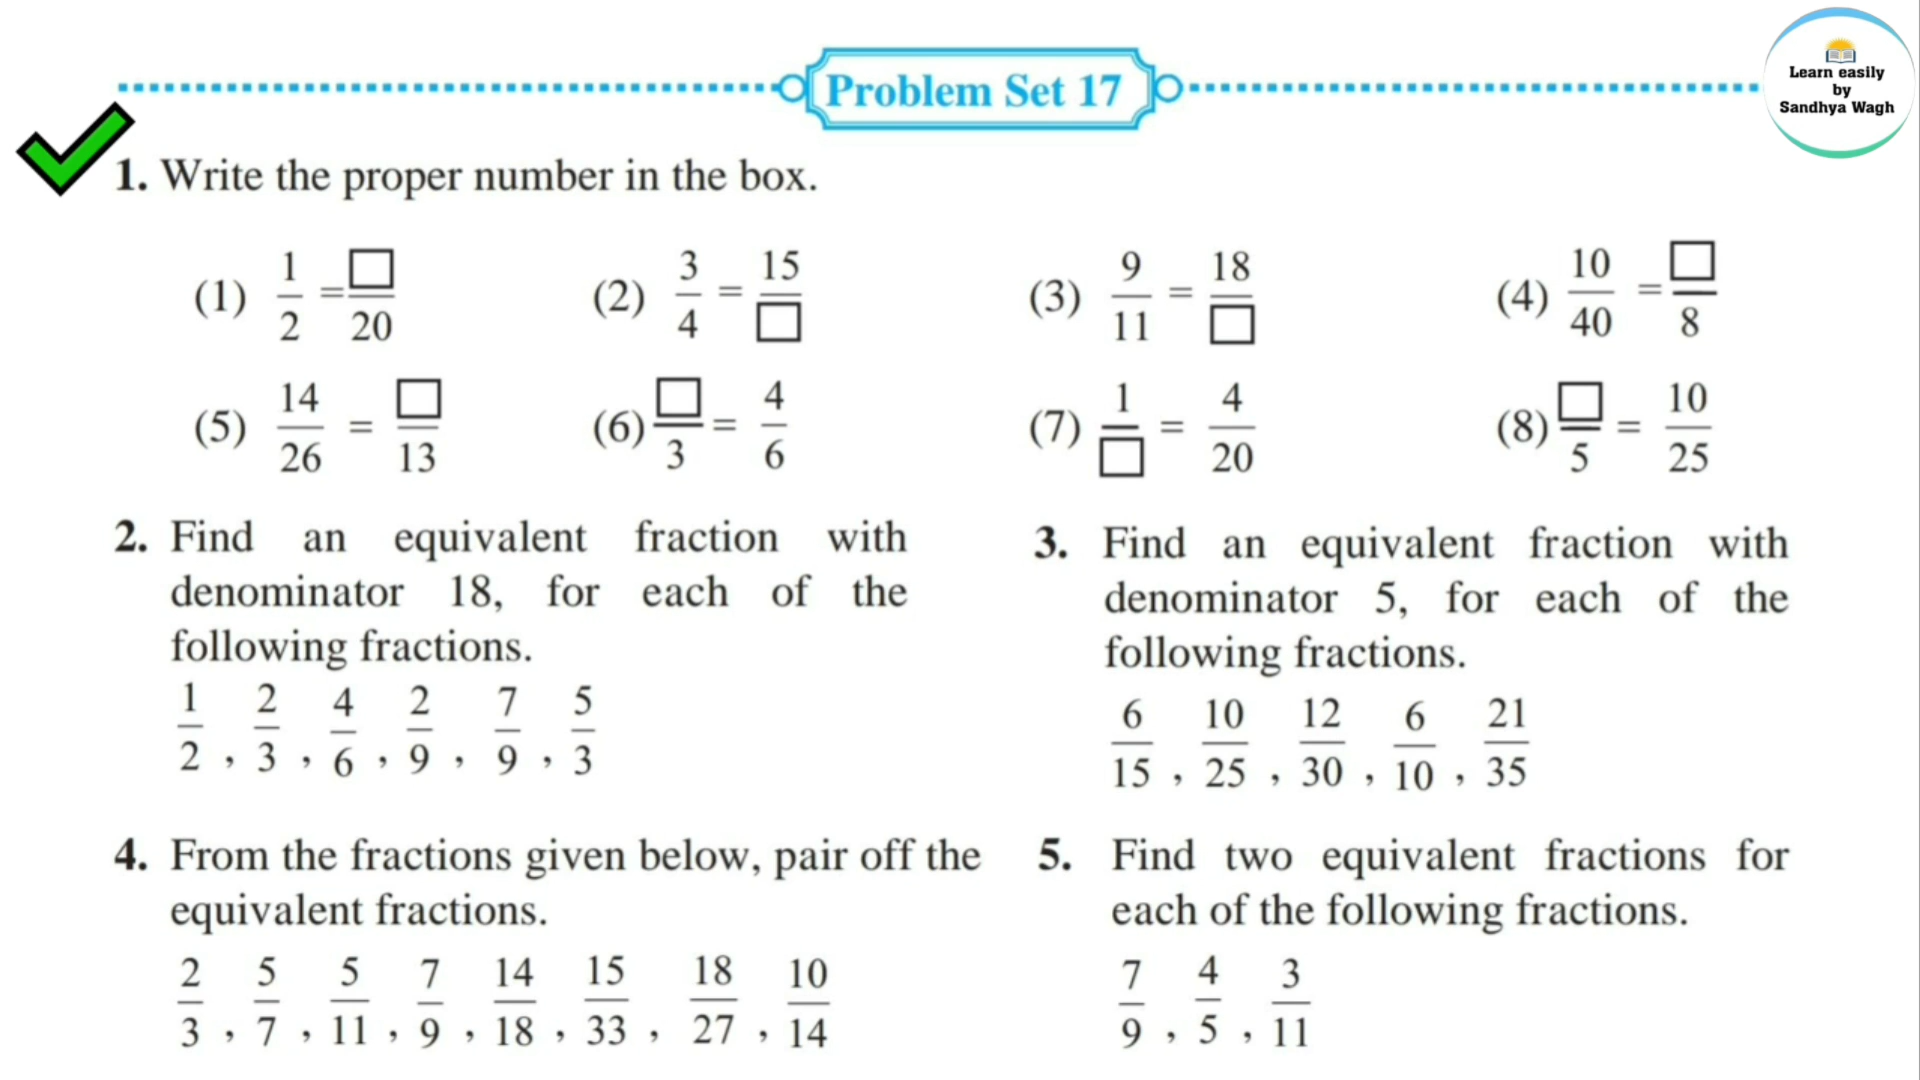 Problem Set 17
Learn easily
by
Sandhya Wagh
1. Write the proper number in the box.
(1) 1/2 = □/20 (2) 3/4 = 15/□ (3) 9/11 = 18/□ (4) 10/40 = □/8
(5) 14/26 = □/13 (6) □/3 = 4/6 (7) 1/□ = 4/20 (8) □/5 = 10/25
2. Find an equivalent fraction with
denominator 18, for each of the
following fractions.
1/2 , 2/3 , 4/6 , 2/9 , 7/9 , 5/3
3. Find an equivalent fraction with
denominator 5, for each of the
following fractions.
6/15 , 10/25 , 12/30 , 6/10 , 21/35
4. From the fractions given below, pair off the
equivalent fractions.
2/3 , 5/7 , 5/11 , 7/9 , 14/18 , 15/33 , 18/27 , 10/14
5. Find two equivalent fractions for
each of the following fractions.
7/9 , 4/5 , 3/11